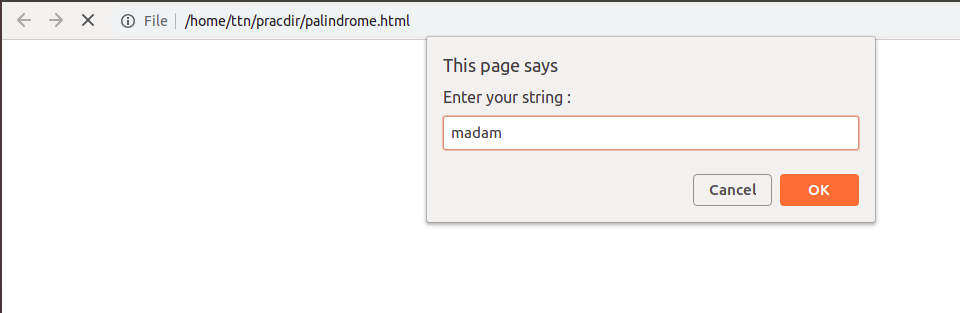 File /home/ttn/pracdir/palindrome.html
This page says
Enter your string :
madam
Cancel OK